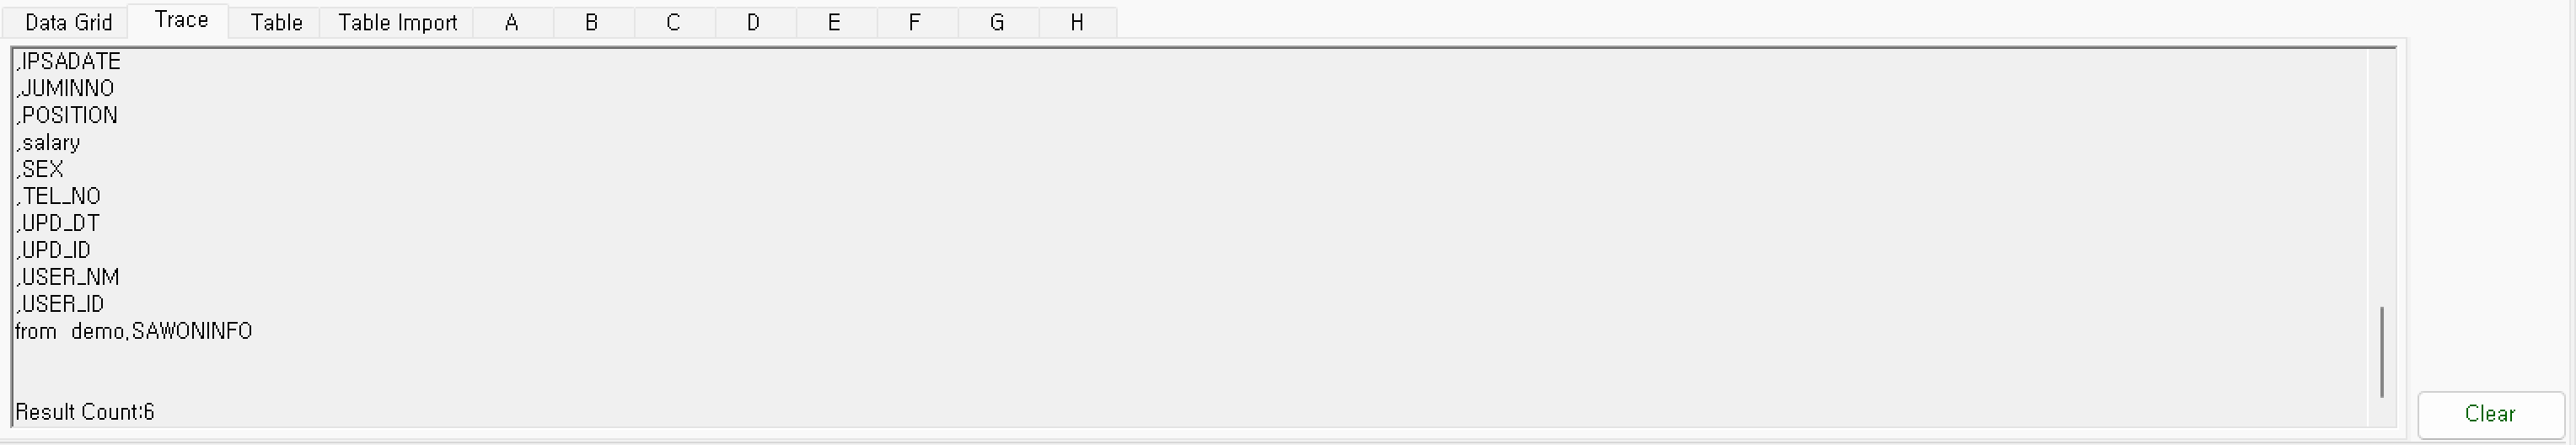 Data Grid Trace Table Table Import A B C D E F G H
,IPSADATE
,JUMINNO
,POSITION
,salary
,SEX
,TEL_NO
,UPD_DT
,UPD_ID
,USER_NM
,USER_ID
from  demo.SAWONINFO
Result Count:6
Clear